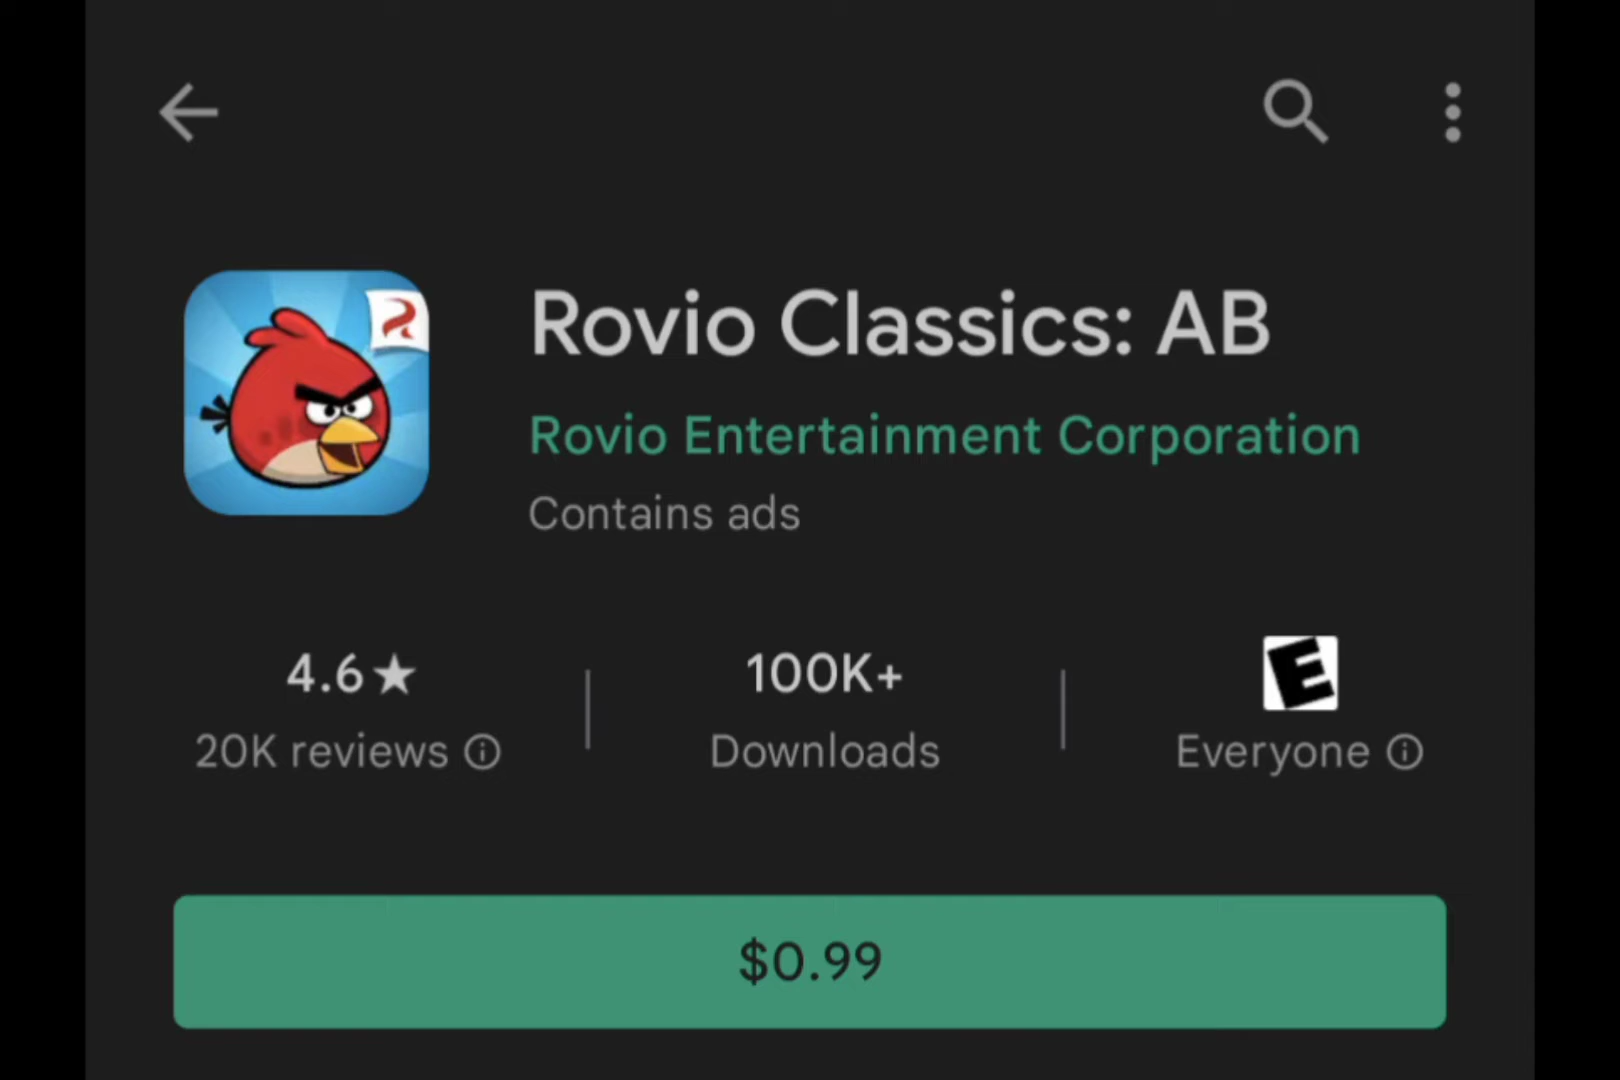 Rovio Classics: AB
Rovio Entertainment Corporation
Contains ads
4.6★
20K reviews
100K+
Downloads
E
Everyone
$0.99